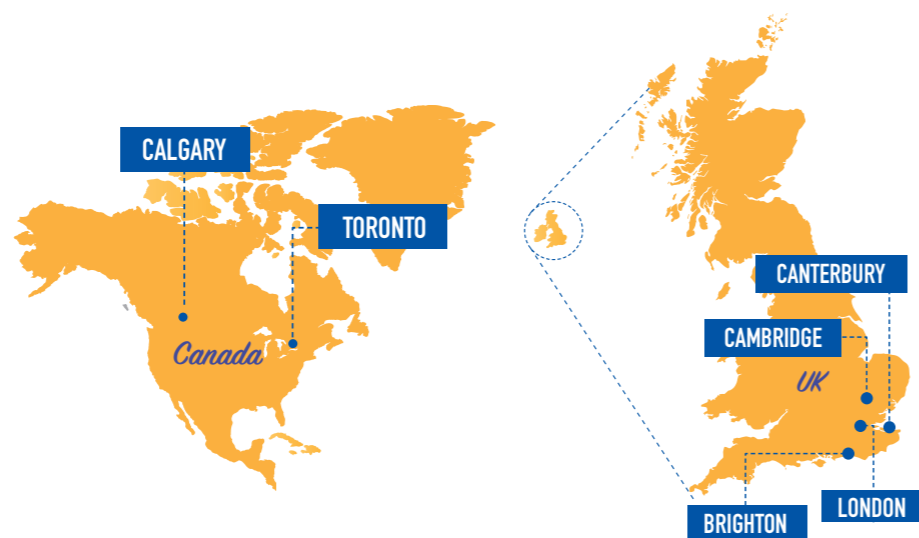 CALGARY
TORONTO
Canada
CANTERBURY
CAMBRIDGE
UK
LONDON
BRIGHTON